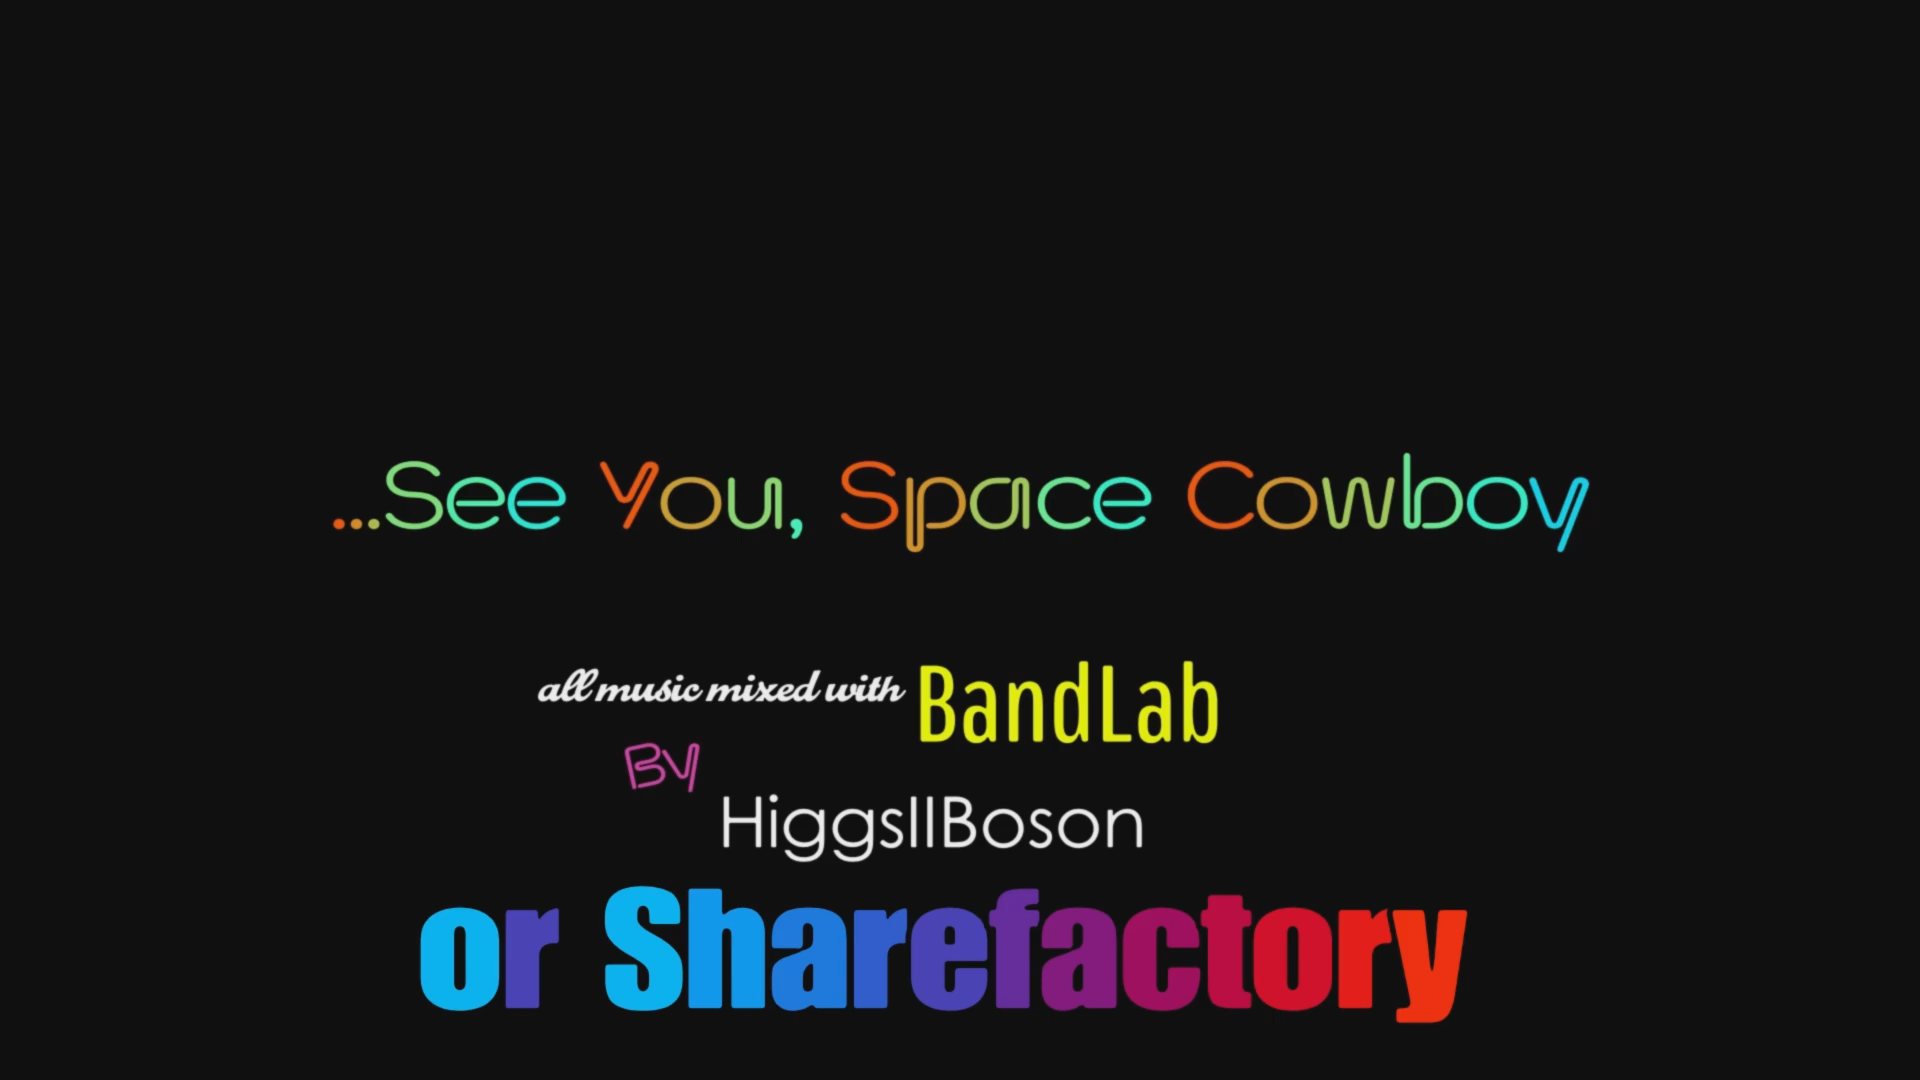 ...See You, Space Cowboy
all music mixed with BandLab
By
HiggsIIBoson
or Sharefactory